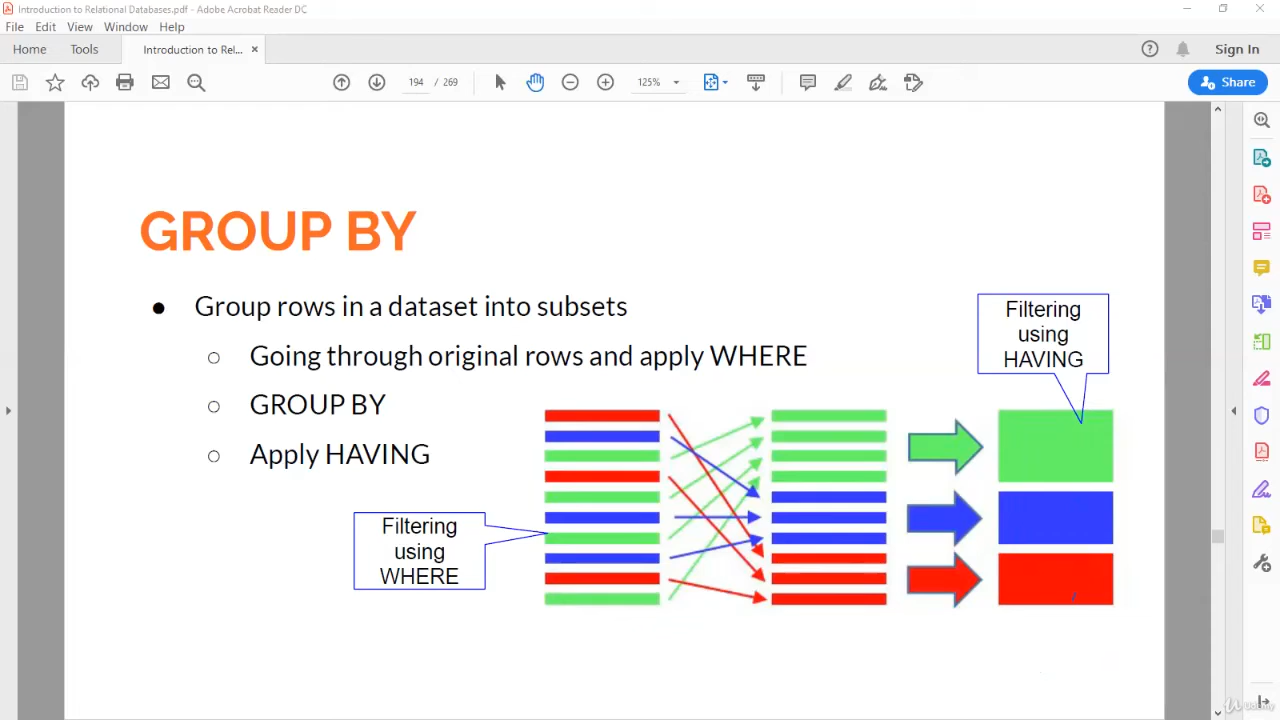 Introduction to Relational Databases.pdf - Adobe Acrobat Reader DC
File Edit View Window Help
Home Tools Introduction to Rel... Sign In
194 / 269 125% Share
GROUP BY
● Group rows in a dataset into subsets
○ Going through original rows and apply WHERE
○ GROUP BY
○ Apply HAVING
Filtering
using
HAVING
Filtering
using
WHERE
Udemy